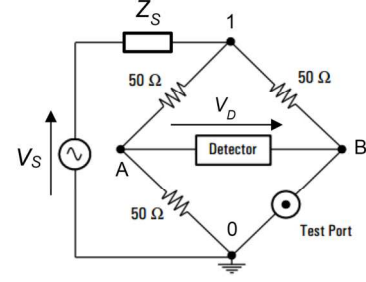 Z_S
1
50 Ω
50 Ω
V_D
V_S
Detector
A
B
50 Ω
0
Test Port